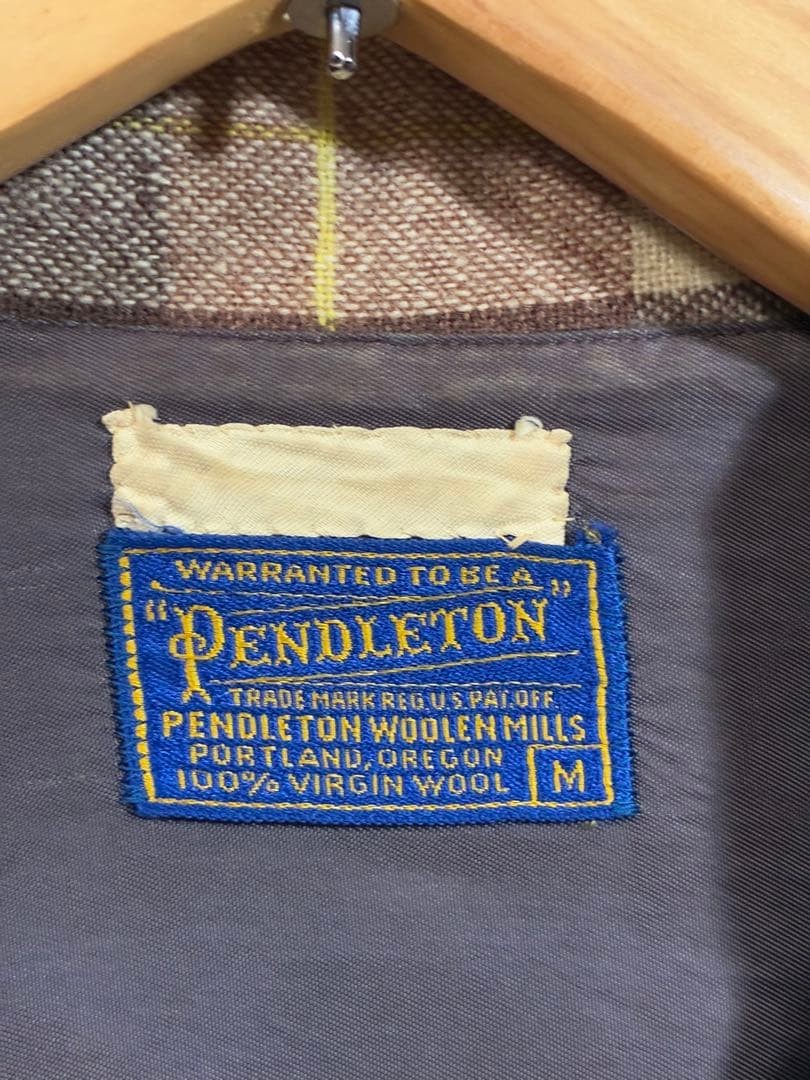 WARRANTED TO BE A
"PENDLETON"
TRADE MARK REG.U.S.PAT.OFF.
PENDLETON WOOLEN MILLS
PORTLAND, OREGON
100% VIRGIN WOOL
M